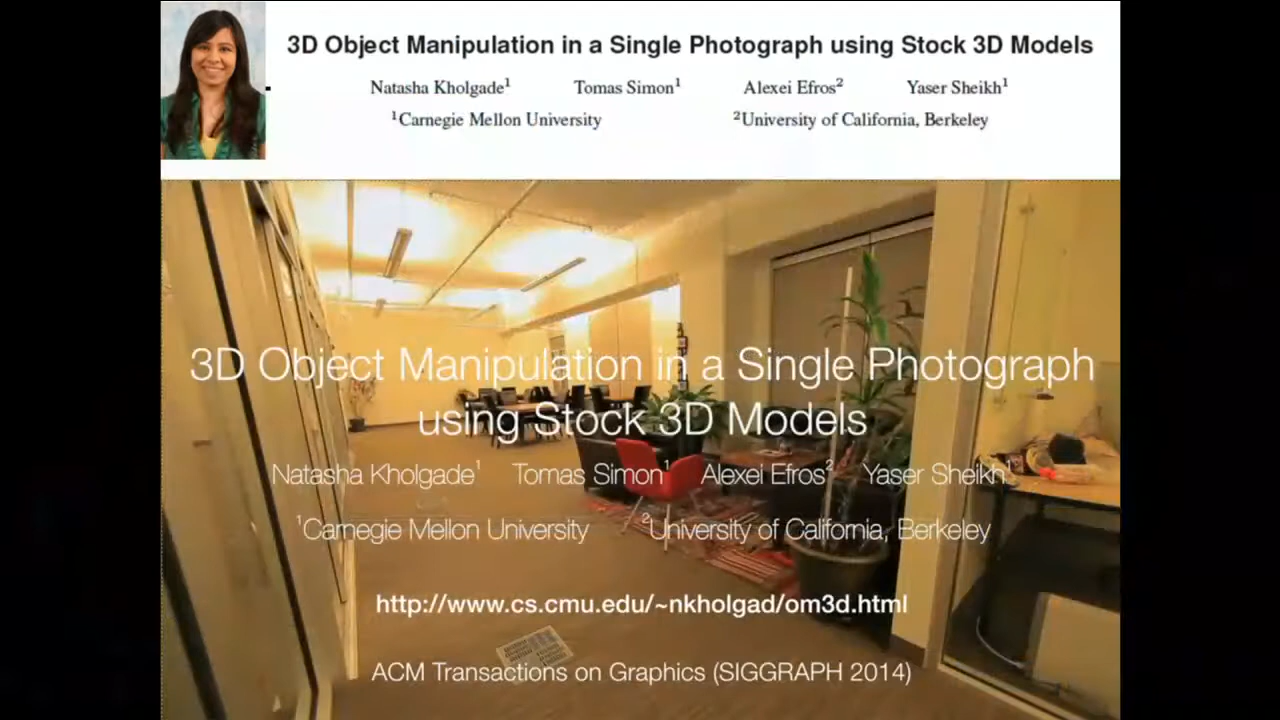 3D Object Manipulation in a Single Photograph using Stock 3D Models
Natasha Kholgade¹ Tomas Simon¹ Alexei Efros² Yaser Sheikh¹
¹Carnegie Mellon University ²University of California, Berkeley
3D Object Manipulation in a Single Photograph
using Stock 3D Models
Natasha Kholgade¹ Tomas Simon¹ Alexei Efros² Yaser Sheikh¹
¹Carnegie Mellon University ²University of California, Berkeley
http://www.cs.cmu.edu/~nkholgad/om3d.html
ACM Transactions on Graphics (SIGGRAPH 2014)